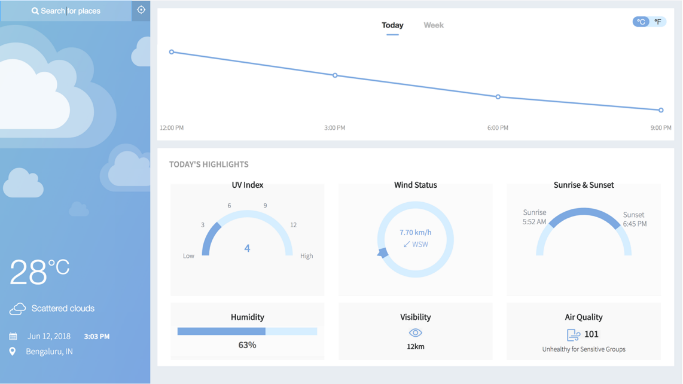 Search for places
28°C
Scattered clouds
Jun 12, 2018 3:03 PM
Bengaluru, IN
Today Week
°C °F
12:00 PM 3:00 PM 6:00 PM 9:00 PM
TODAY'S HIGHLIGHTS
UV Index
6 9
3 12
4
Low High
Wind Status
7.70 km/h
WSW
Sunrise & Sunset
Sunrise
5:52 AM
Sunset
6:45 PM
Humidity
63%
Visibility
12km
Air Quality
101
Unhealthy for Sensitive Groups